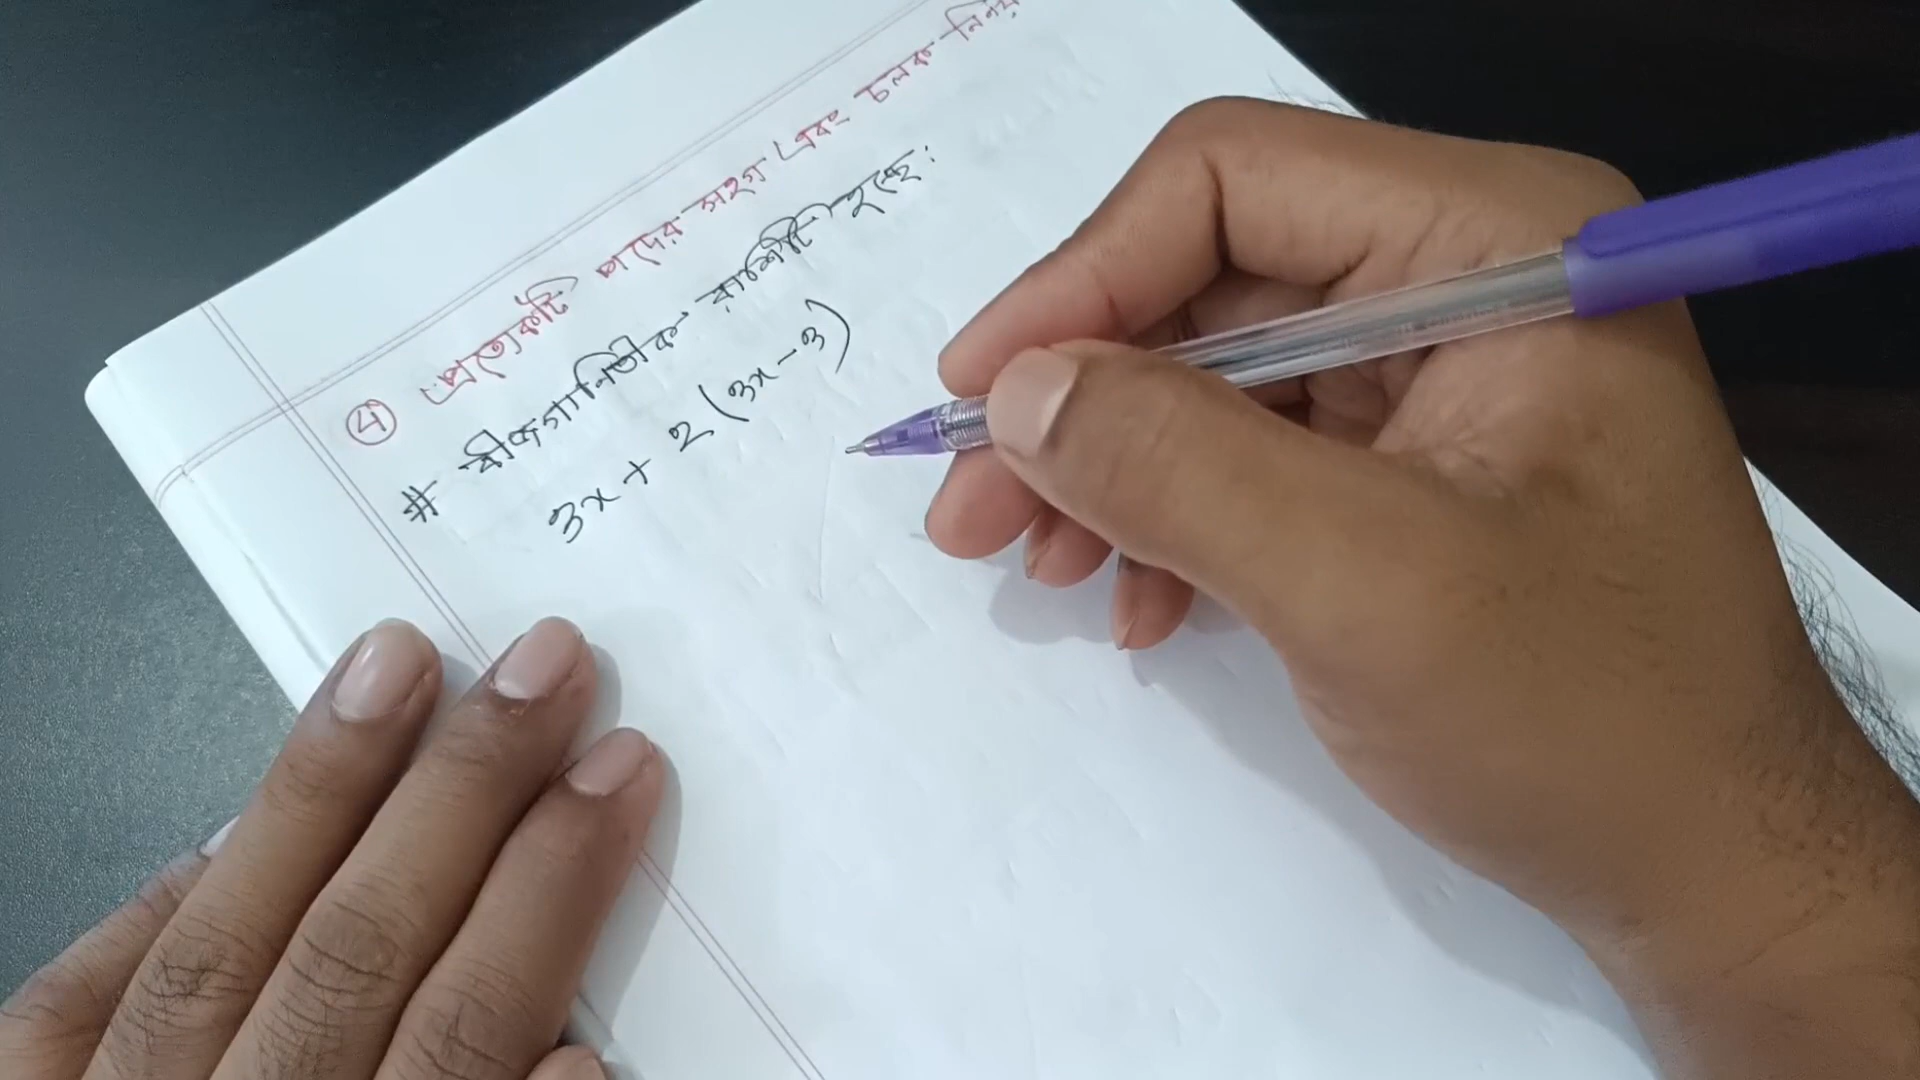 ④ প্রত্যেকটি পদের সহগ এবং চলক নির্ণয়
# বীজগাণিতীক রাশিটি হচ্ছে:
3x + 2 (3x - 3)